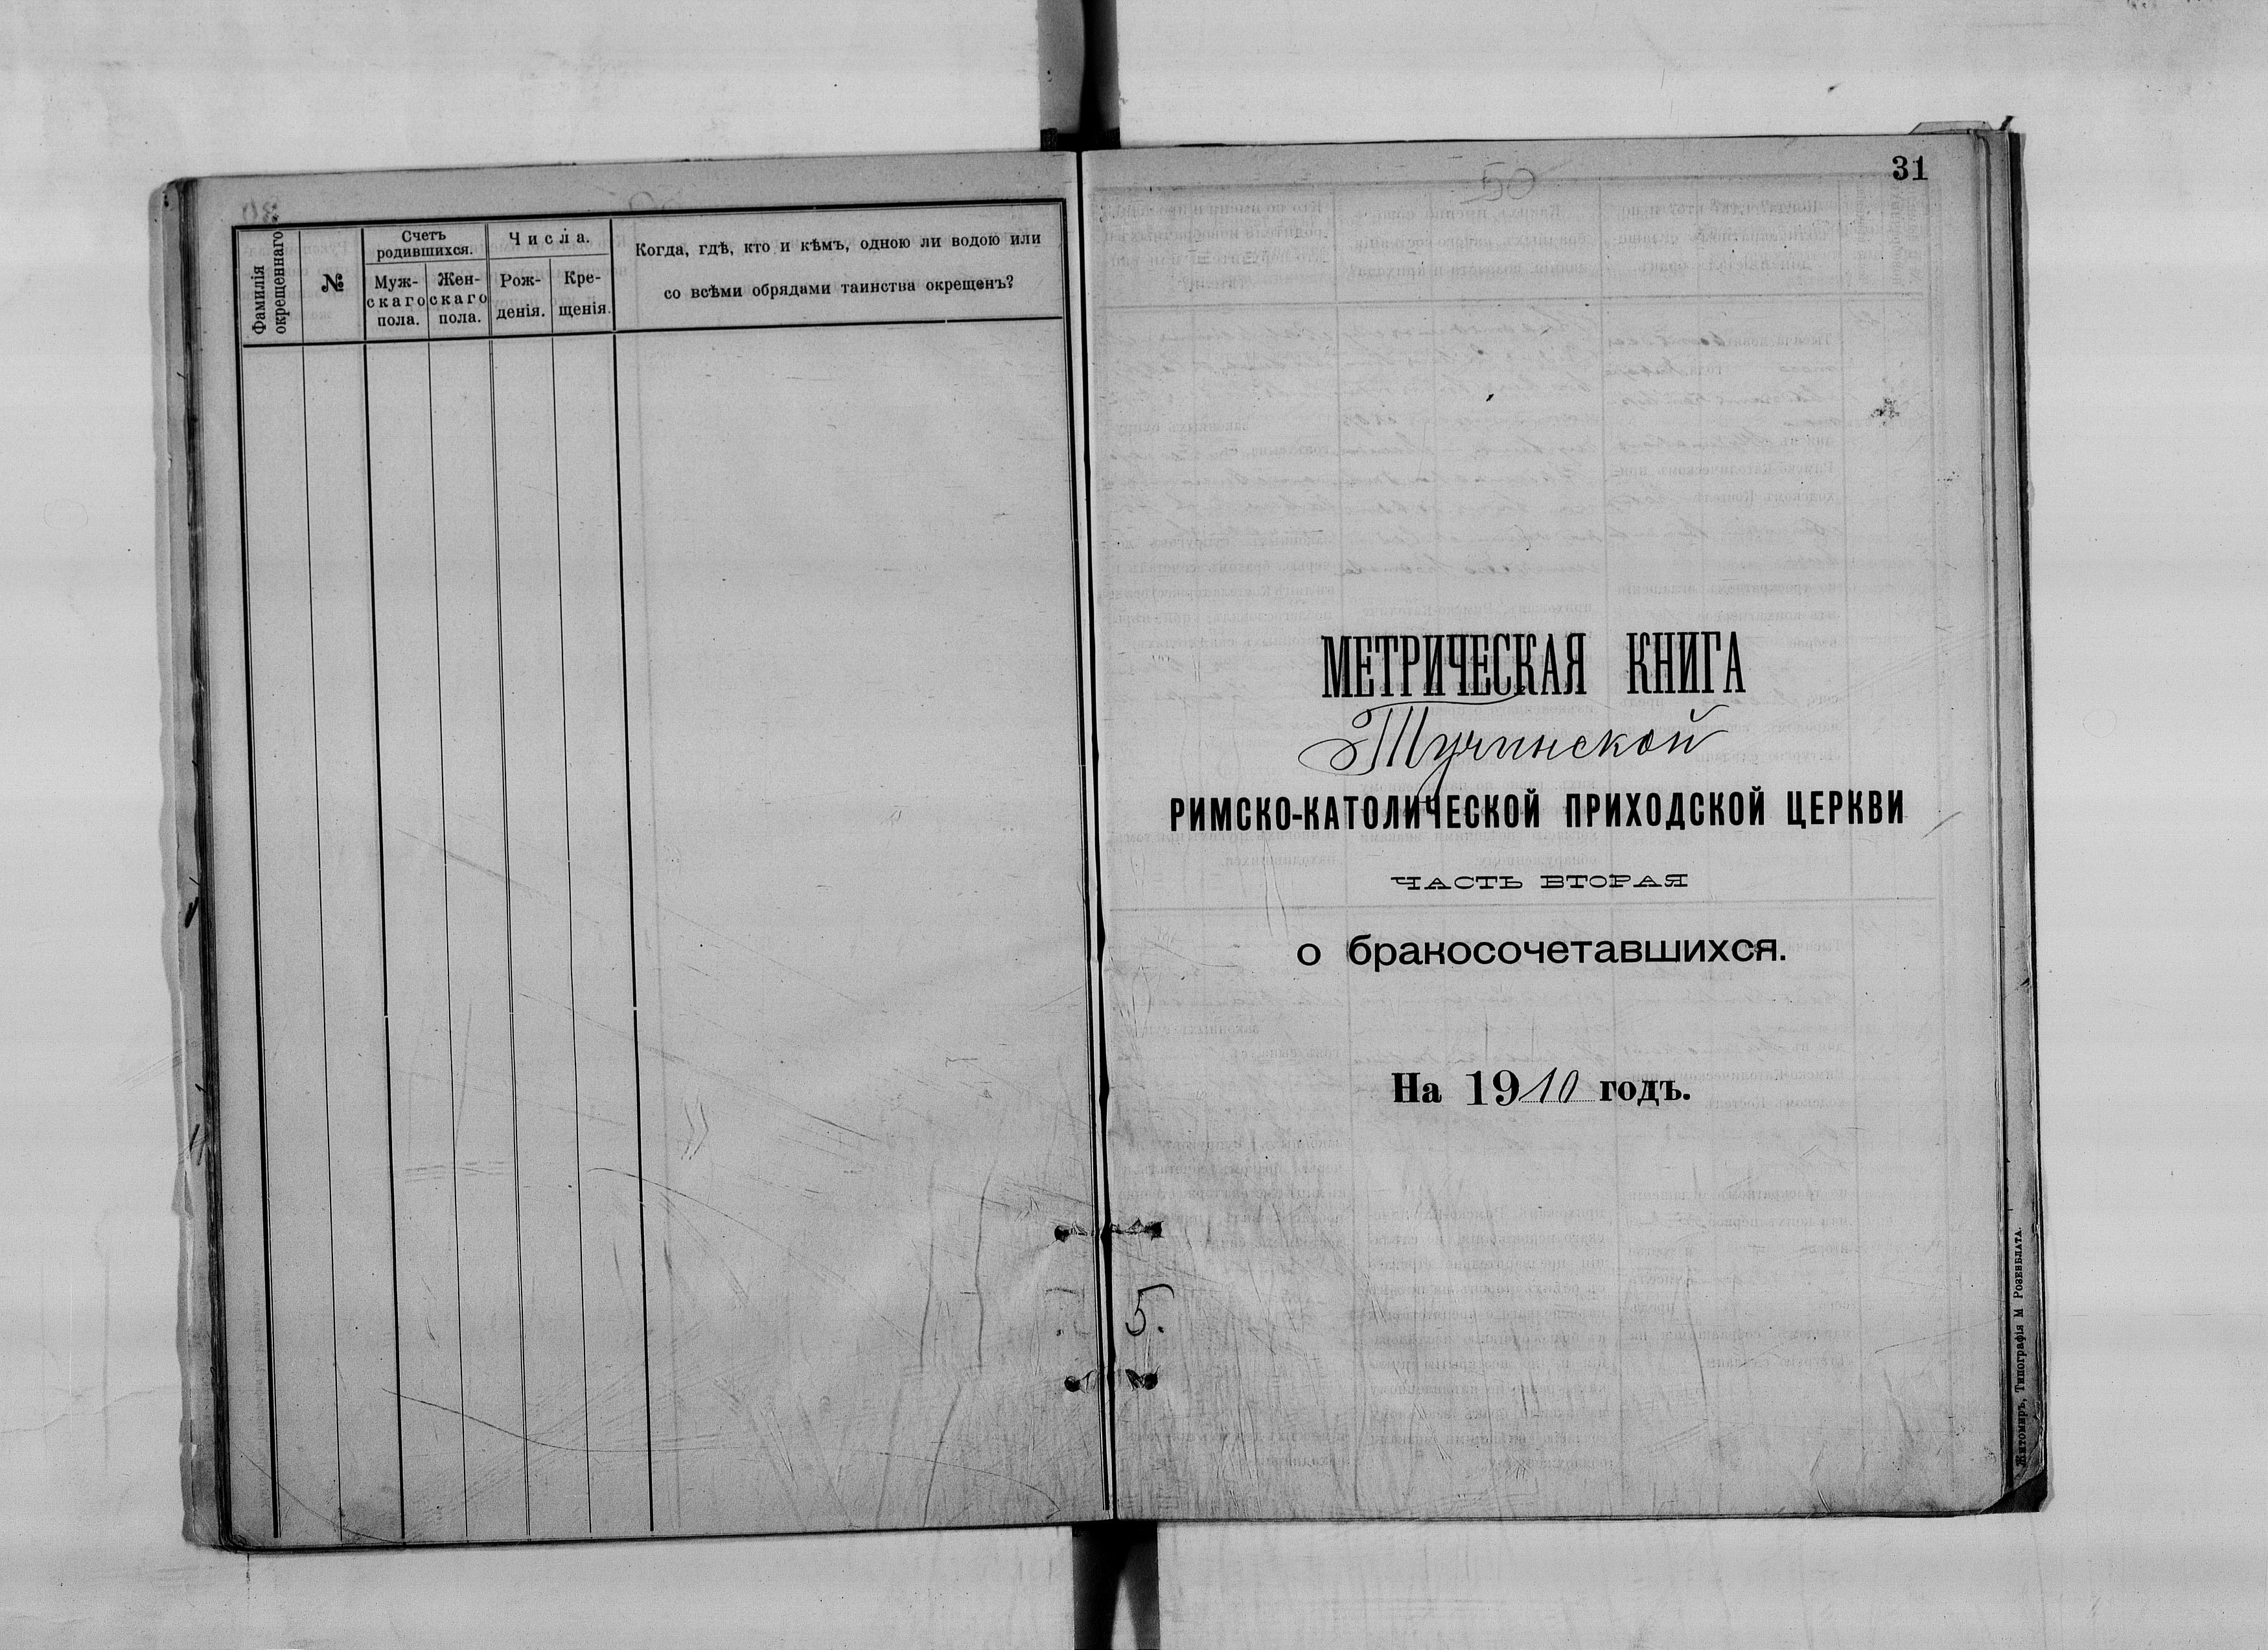 Фамилія
окрещеннаго
№
Счетъ
родившихся.
Муж-
скаго
пола.
Жен-
скаго
пола.
Числа.
Рож-
денія.
Кре-
щенія.
Когда, гдѣ, кто и кѣмъ, одною ли водою или
со всѣми обрядами таинства окрещенъ?
31
МЕТРИЧЕСКАЯ КНИГА
Тучинской
РИМСКО-КАТОЛИЧЕСКОЙ ПРИХОДСКОЙ ЦЕРКВИ
ЧАСТЬ ВТОРАЯ
о бракосочетавшихся.
На 1910 годъ.
5.
Житомиръ, Типографія М Розенблата.